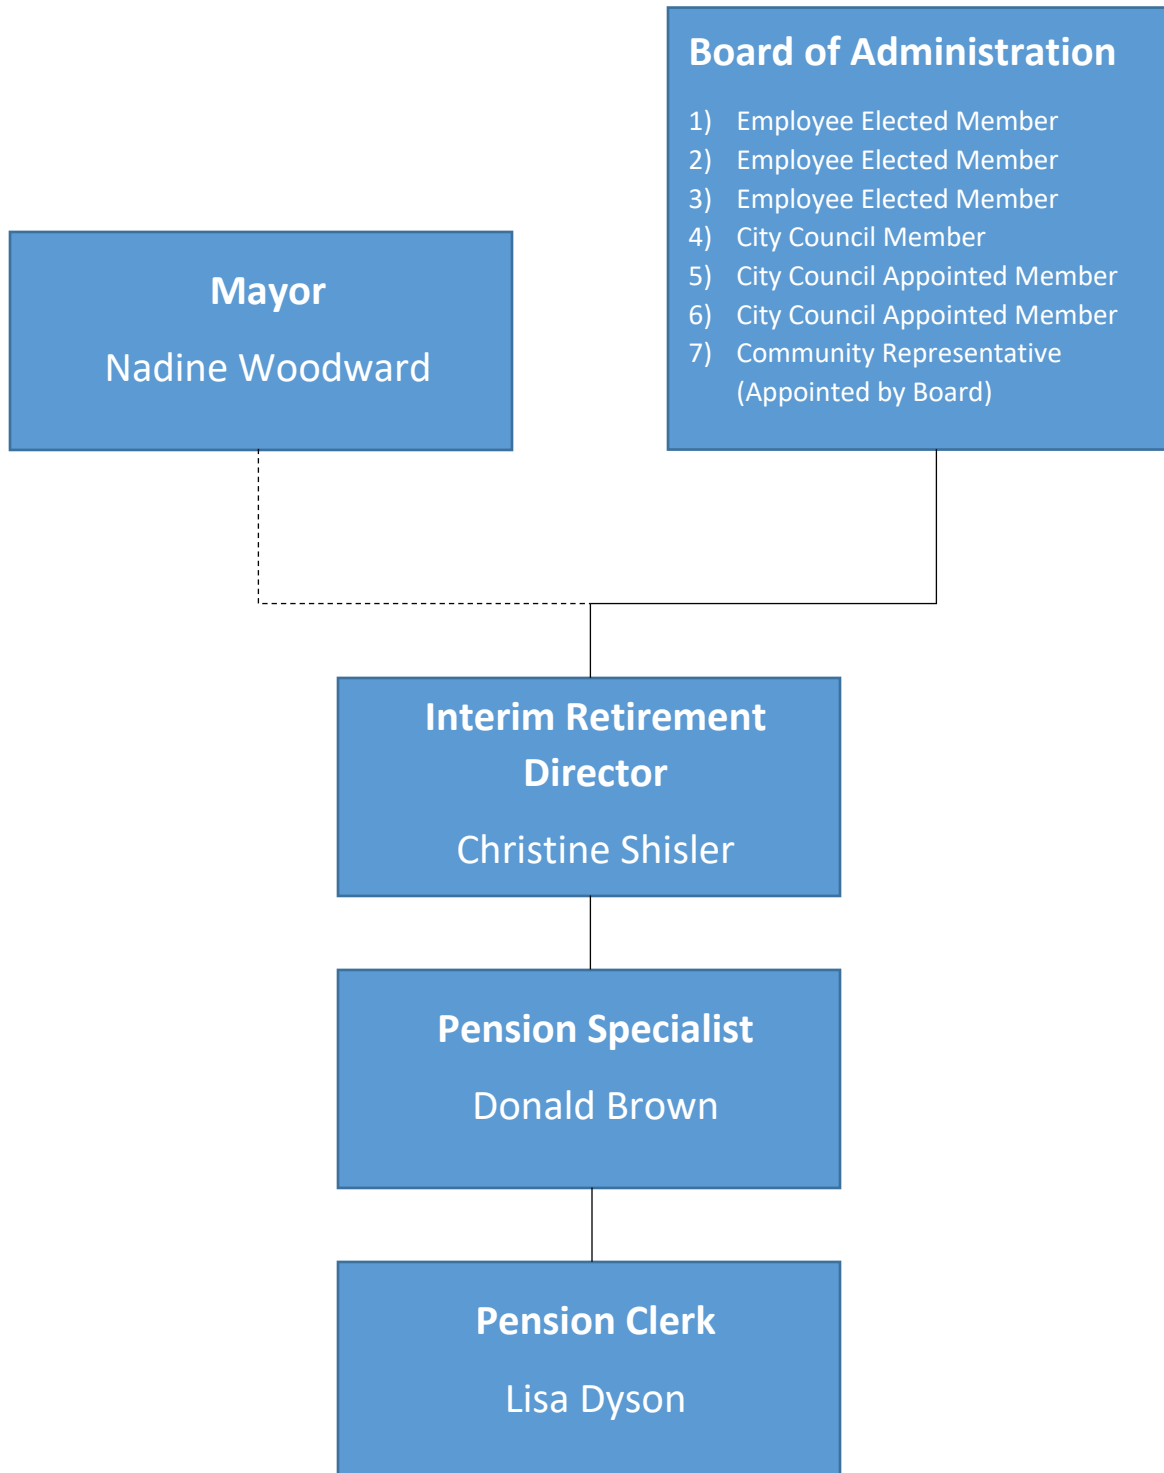 Board of Administration
1) Employee Elected Member
2) Employee Elected Member
3) Employee Elected Member
4) City Council Member
5) City Council Appointed Member
6) City Council Appointed Member
7) Community Representative
(Appointed by Board)
Mayor
Nadine Woodward
Interim Retirement
Director
Christine Shisler
Pension Specialist
Donald Brown
Pension Clerk
Lisa Dyson